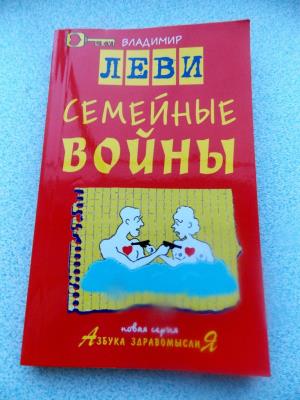 ВЛАДИМИР
ЛЕВИ
СЕМЕЙНЫЕ
ВОЙНЫ
новая серия
АЗБУКА ЗДРАВОМЫСЛИЯ